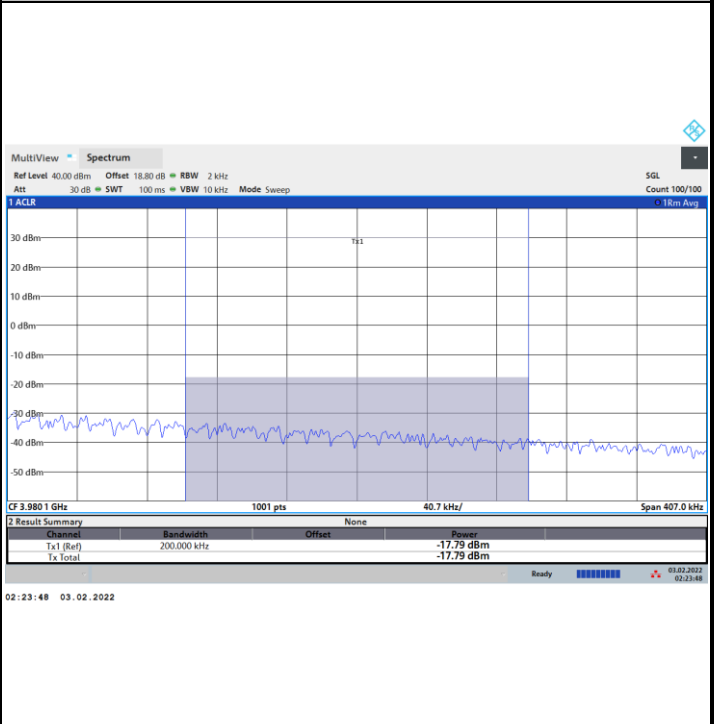 MultiView Spectrum
Ref Level 40.00 dBm Offset 18.80 dB RBW 2 kHz SGL
Att 30 dB SWT 100 ms VBW 10 kHz Mode Sweep Count 100/100
1 ACLR 1Rm Avg
30 dBm
Tx1
20 dBm
10 dBm
0 dBm
-10 dBm
-20 dBm
-30 dBm
-40 dBm
-50 dBm
CF 3.9801 GHz 1001 pts 40.7 kHz/ Span 407.0 kHz
2 Result Summary None
Channel Bandwidth Offset Power
Tx1 (Ref) 200.000 kHz -17.79 dBm
Tx Total -17.79 dBm
Ready 03.02.2022
02:23:48
02:23:48 03.02.2022